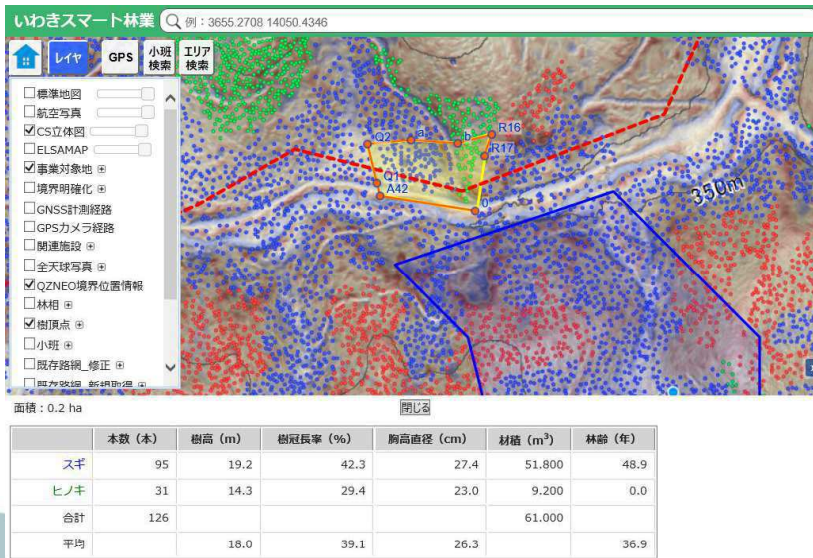 いわきスマート林業 例：3655.2708 14050.4346
レイヤ GPS 小班検索 エリア検索
標準地図
航空写真
CS立体図
ELSAMAP
事業対象地
境界明確化
GNSS計測経路
GPSカメラ経路
関連施設
全天球写真
QZNEO境界位置情報
林相
樹頂点
小班
既存路網_修正
既存路網_新規取得
Q2 a b R16
R17
Q1
A42
0
350m
面積：0.2 ha 閉じる
本数（本） 樹高（m） 樹冠長率（%） 胸高直径（cm） 材積（m³） 林齢（年）
スギ 95 19.2 42.3 27.4 51.800 48.9
ヒノキ 31 14.3 29.4 23.0 9.200 0.0
合計 126 61.000
平均 18.0 39.1 26.3 36.9